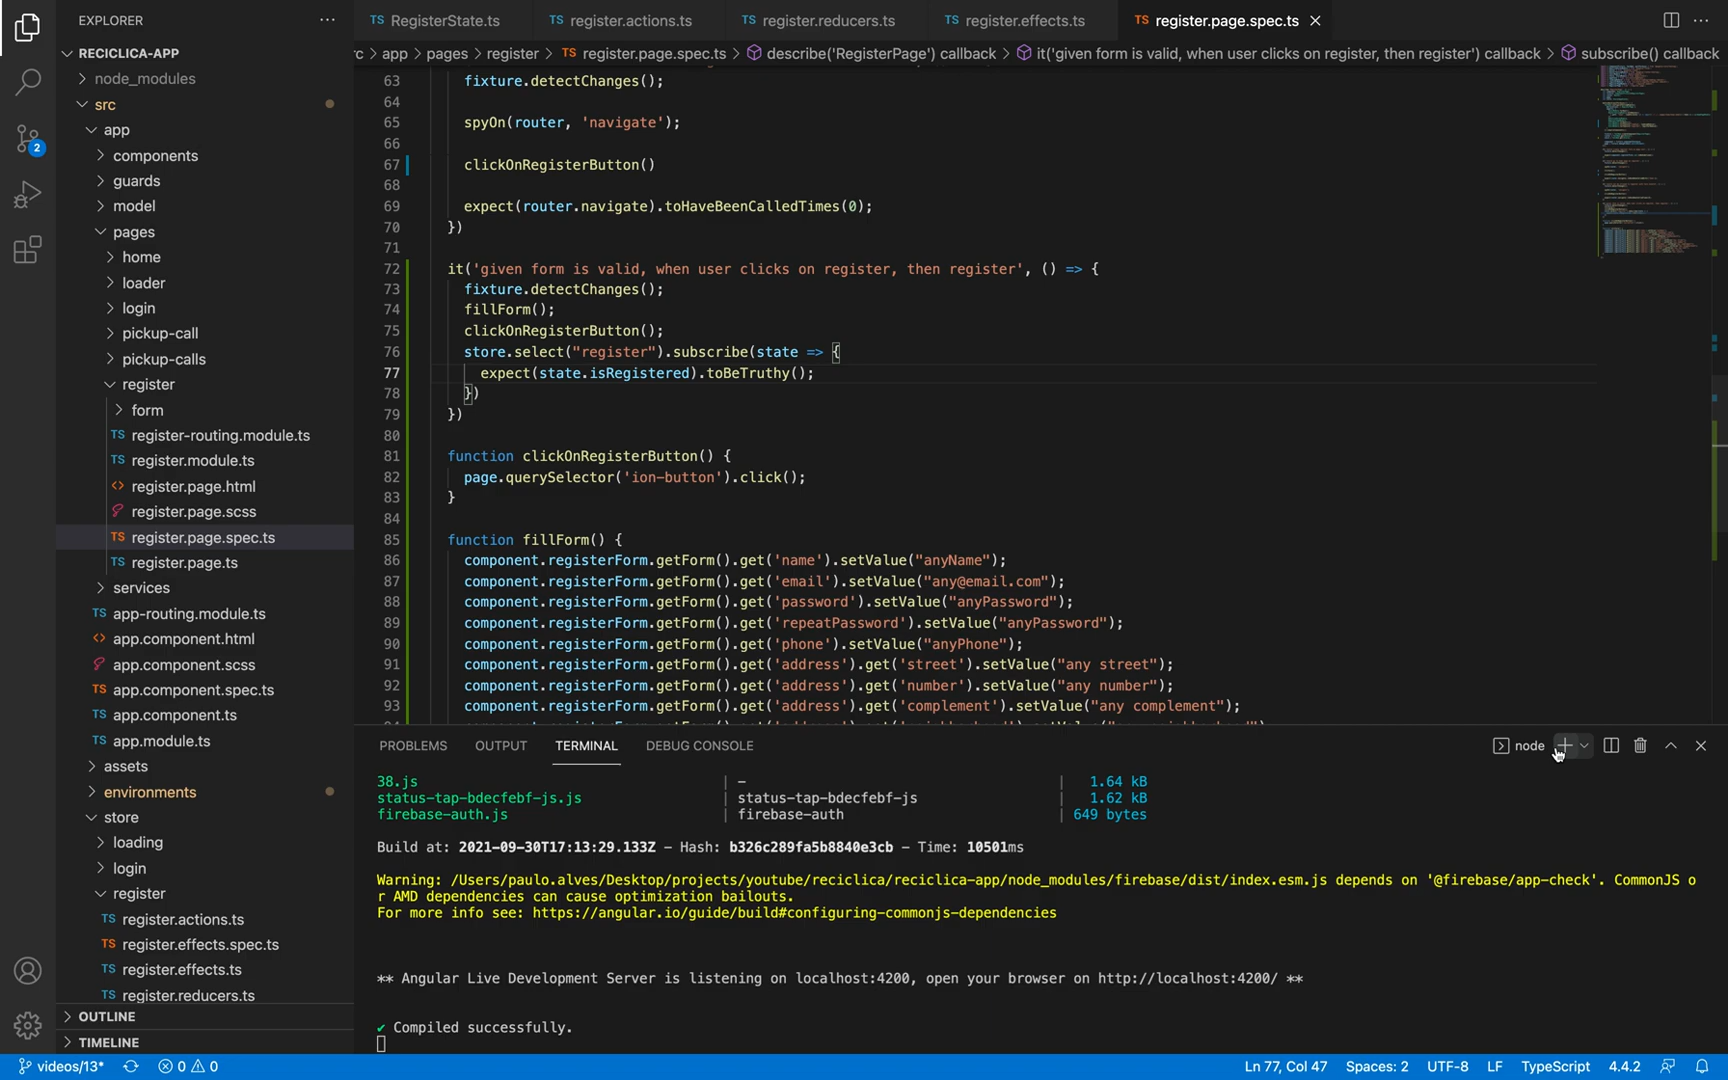 EXPLORER
RECICLICA-APP
node_modules
src
app
components
guards
model
pages
home
loader
login
pickup-call
pickup-calls
register
form
TS register-routing.module.ts
TS register.module.ts
<> register.page.html
register.page.scss
TS register.page.spec.ts
TS register.page.ts
services
TS app-routing.module.ts
<> app.component.html
app.component.scss
TS app.component.spec.ts
TS app.component.ts
TS app.module.ts
assets
environments
store
loading
login
register
TS register.actions.ts
TS register.effects.spec.ts
TS register.effects.ts
TS register.reducers.ts
OUTLINE
TIMELINE
2
TS RegisterState.ts TS register.actions.ts TS register.reducers.ts TS register.effects.ts TS register.page.spec.ts
rc > app > pages > register > TS register.page.spec.ts > describe('RegisterPage') callback > it('given form is valid, when user clicks on register, then register') callback > subscribe() callback
63 fixture.detectChanges();
64
65 spyOn(router, 'navigate');
66
67 clickOnRegisterButton()
68
69 expect(router.navigate).toHaveBeenCalledTimes(0);
70 })
71
72 it('given form is valid, when user clicks on register, then register', () => {
73 fixture.detectChanges();
74 fillForm();
75 clickOnRegisterButton();
76 store.select("register").subscribe(state => {
77 expect(state.isRegistered).toBeTruthy();
78 })
79 })
80
81 function clickOnRegisterButton() {
82 page.querySelector('ion-button').click();
83 }
84
85 function fillForm() {
86 component.registerForm.getForm().get('name').setValue("anyName");
87 component.registerForm.getForm().get('email').setValue("any@email.com");
88 component.registerForm.getForm().get('password').setValue("anyPassword");
89 component.registerForm.getForm().get('repeatPassword').setValue("anyPassword");
90 component.registerForm.getForm().get('phone').setValue("anyPhone");
91 component.registerForm.getForm().get('address').get('street').setValue("any street");
92 component.registerForm.getForm().get('address').get('number').setValue("any number");
93 component.registerForm.getForm().get('address').get('complement').setValue("any complement");
PROBLEMS OUTPUT TERMINAL DEBUG CONSOLE node
38.js | – | 1.64 kB
status-tap-bdecfebf-js.js | status-tap-bdecfebf-js | 1.62 kB
firebase-auth.js | firebase-auth | 649 bytes
Build at: 2021-09-30T17:13:29.133Z - Hash: b326c289fa5b8840e3cb - Time: 10501ms
Warning: /Users/paulo.alves/Desktop/projects/youtube/reciclica/reciclica-app/node_modules/firebase/dist/index.esm.js depends on '@firebase/app-check'. CommonJS o
r AMD dependencies can cause optimization bailouts.
For more info see: https://angular.io/guide/build#configuring-commonjs-dependencies
** Angular Live Development Server is listening on localhost:4200, open your browser on http://localhost:4200/ **
✔ Compiled successfully.
videos/13* 0 0 Ln 77, Col 47 Spaces: 2 UTF-8 LF TypeScript 4.4.2